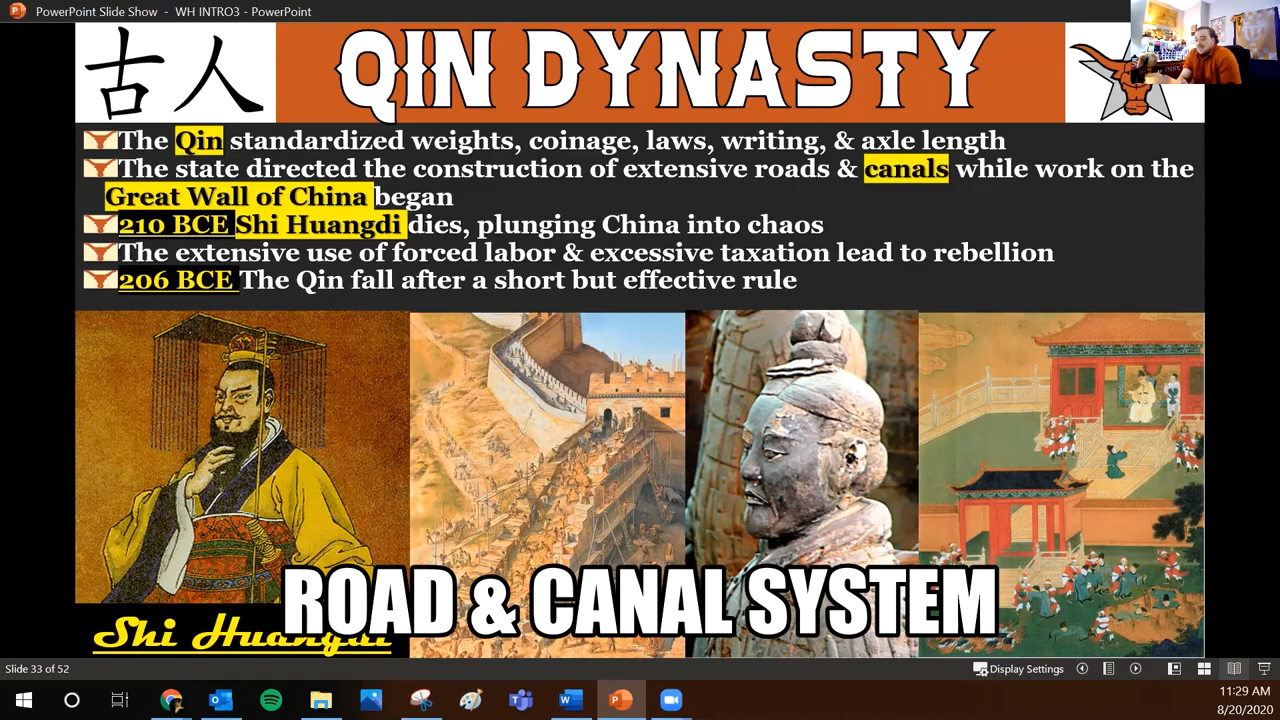 PowerPoint Slide Show - WH INTRO3 - PowerPoint
古人
QIN DYNASTY
The Qin standardized weights, coinage, laws, writing, & axle length
The state directed the construction of extensive roads & canals while work on the
Great Wall of China began
210 BCE Shi Huangdi dies, plunging China into chaos
The extensive use of forced labor & excessive taxation lead to rebellion
206 BCE The Qin fall after a short but effective rule
ROAD & CANAL SYSTEM
Shi Huangdi
Slide 33 of 52
Display Settings
11:29 AM
8/20/2020